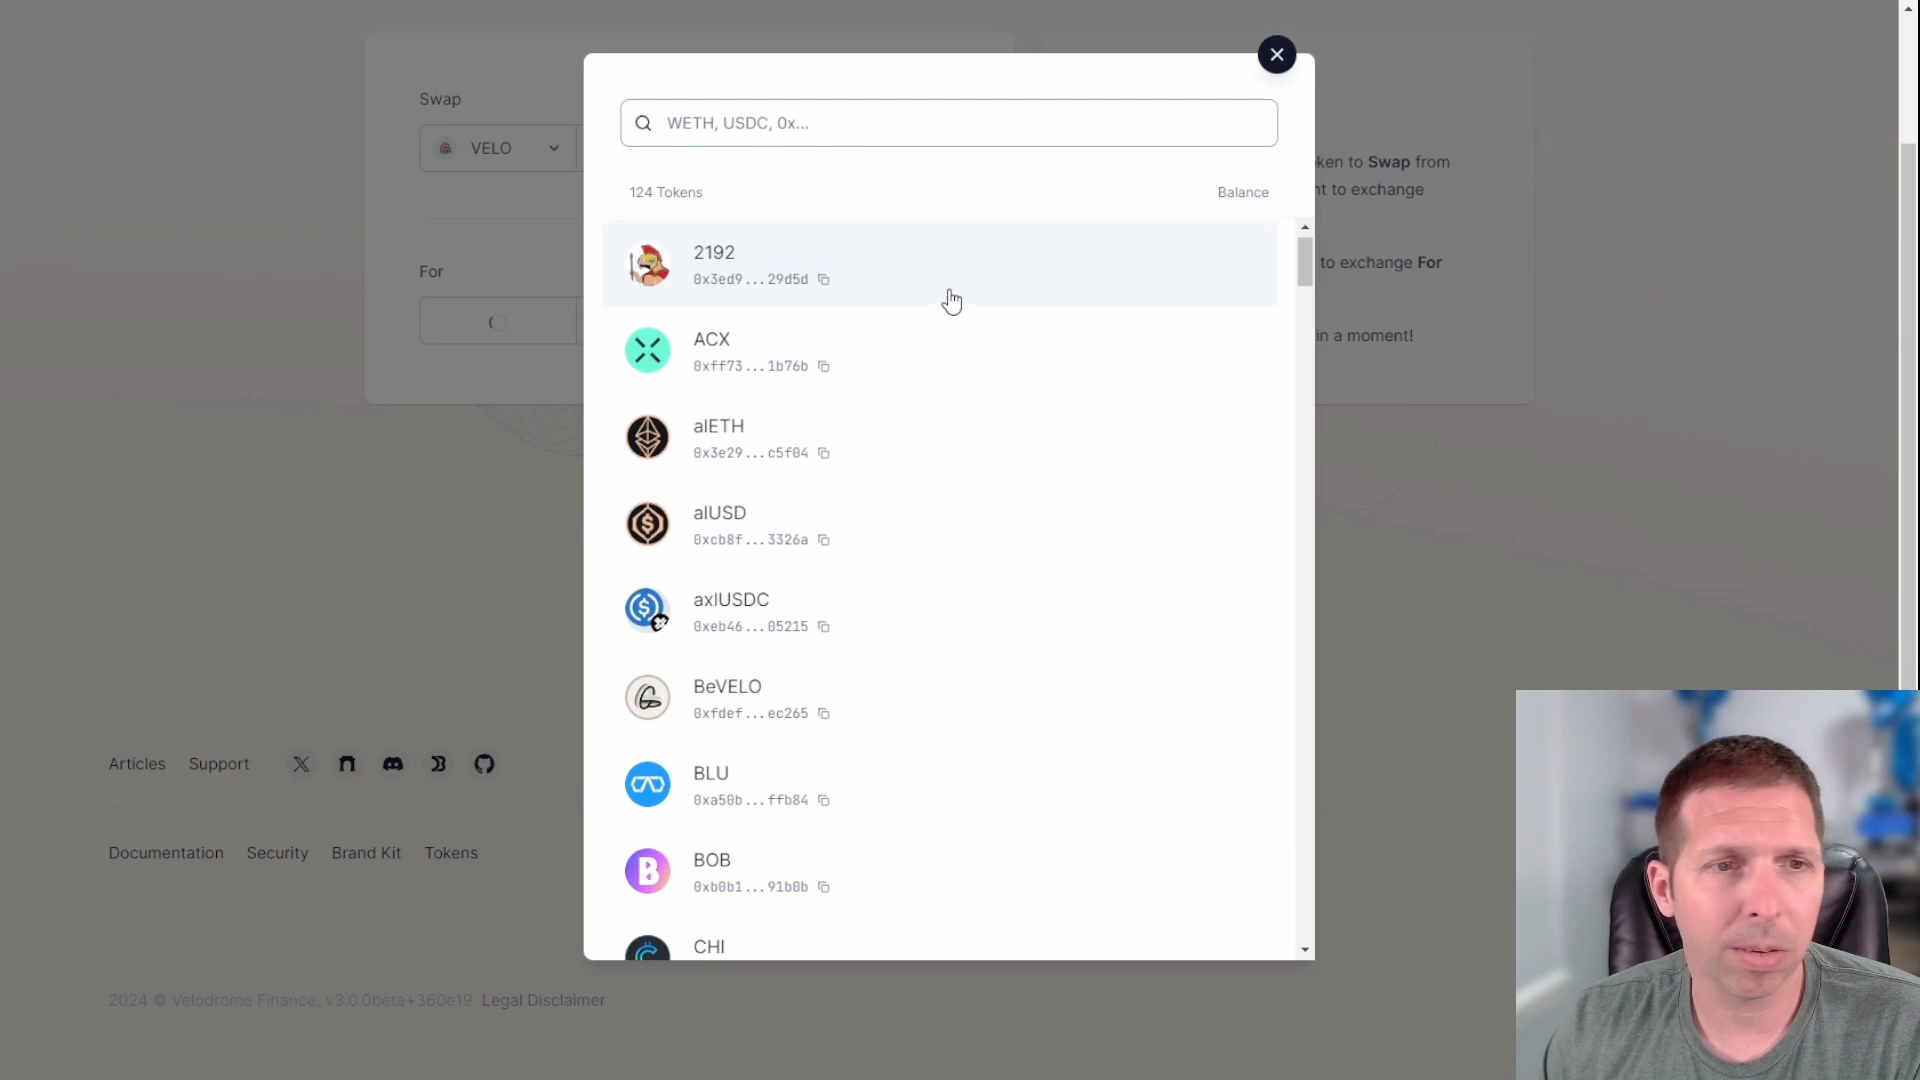 Swap
VELO
For
WETH, USDC, 0x...
124 Tokens
Balance
2192
0x3ed9...29d5d
ACX
0xff73...1b76b
alETH
0x3e29...c5f04
alUSD
0xcb8f...3326a
axlUSDC
0xeb46...05215
BeVELO
0xfdef...ec265
BLU
0xa50b...ffb84
BOB
0xb0b1...91b0b
CHI
to Swap from
to exchange
to exchange For
in a moment!
Articles Support
Documentation Security Brand Kit Tokens
2024 © Velodrome Finance, v3.0.0beta+360e19 Legal Disclaimer